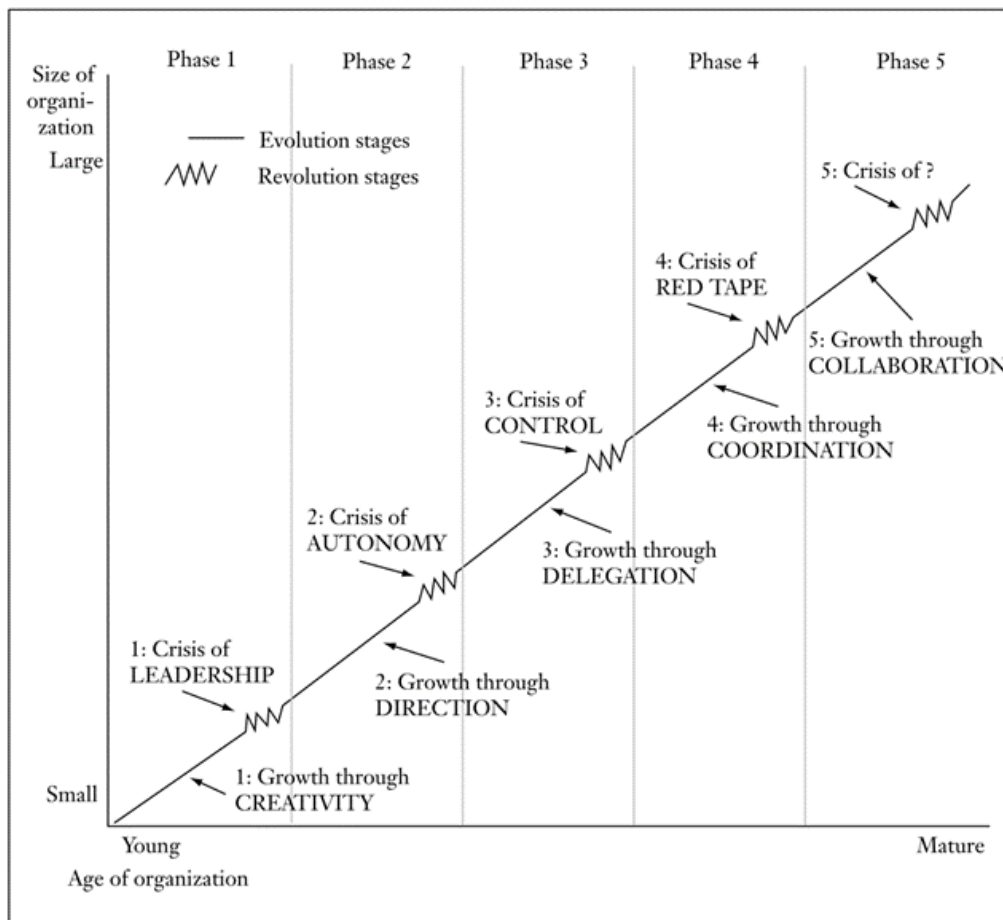 Phase 1
Phase 2
Phase 3
Phase 4
Phase 5
Size of
organi-
zation
Large
Evolution stages
Revolution stages
5: Crisis of ?
4: Crisis of
RED TAPE
5: Growth through
COLLABORATION
3: Crisis of
CONTROL
4: Growth through
COORDINATION
2: Crisis of
AUTONOMY
3: Growth through
DELEGATION
1: Crisis of
LEADERSHIP
2: Growth through
DIRECTION
1: Growth through
CREATIVITY
Small
Young
Mature
Age of organization